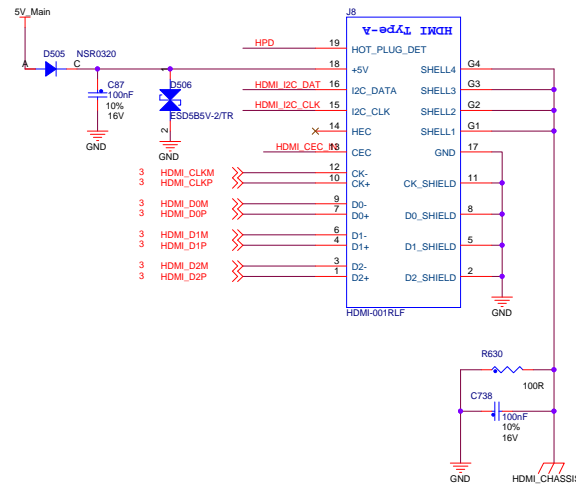 5V_Main
J8
HDMI Type-A
D505 NSR0320
A C
C87
100nF
10%
16V
GND
1
D506
ESD5B5V-2/TR
2
GND
HPD 19 HOT_PLUG_DET
18 +5V
HDMI_I2C_DAT 16 I2C_DATA
HDMI_I2C_CLK 15 I2C_CLK
14 HEC
HDMI_CEC_IN 13 CEC
3 HDMI_CLKM 12 CK-
3 HDMI_CLKP 10 CK+
3 HDMI_D0M 9 D0-
3 HDMI_D0P 7 D0+
3 HDMI_D1M 6 D1-
3 HDMI_D1P 4 D1+
3 HDMI_D2M 3 D2-
3 HDMI_D2P 1 D2+
SHELL4 G4
SHELL3 G3
SHELL2 G2
SHELL1 G1
GND 17
CK_SHIELD 11
D0_SHIELD 8
D1_SHIELD 5
D2_SHIELD 2
HDMI-001RLF
GND
R630
100R
C738
100nF
10%
16V
GND
HDMI_CHASSIS